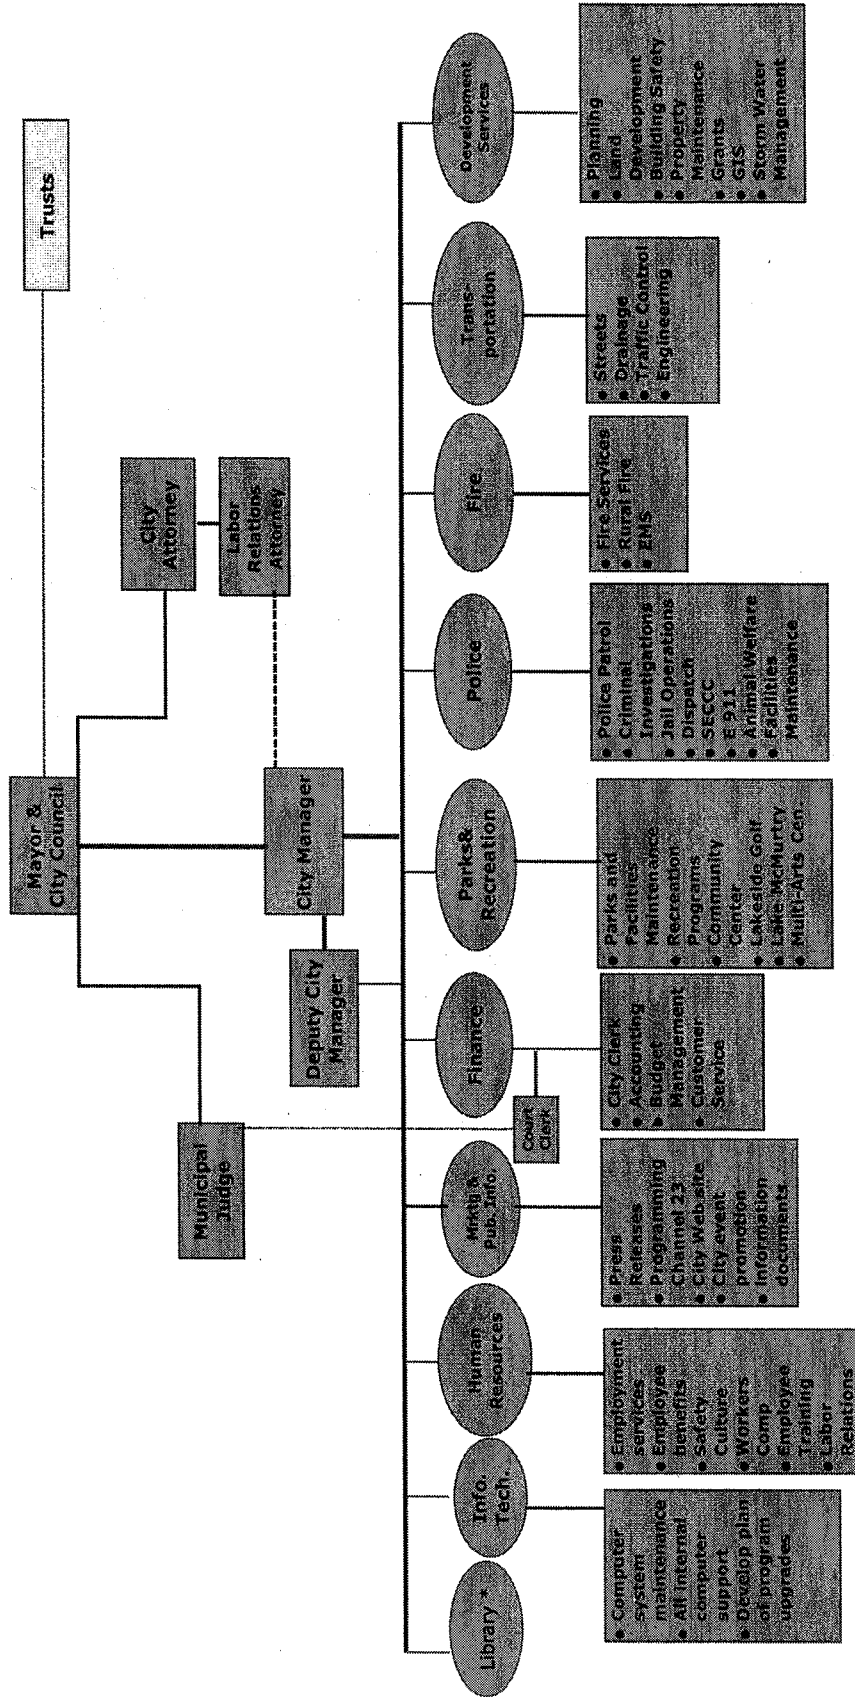 Trusts
Mayor &
City Council
City
Attorney
Labor
Relations
Attorney
City Manager
Deputy City
Manager
Municipal
Judge
Library *
Info.
Tech.
Human
Resources
Mrktg &
Pub. Info.
Finance
Court
Clerk
Parks&
Recreation
Police
Fire
Trans-
portation
Development
Services
• Computer
system
maintenance
• All Internal
computer
support
• Develop plan
of program
upgrades
• Employment
services
• Employee
benefits
• Safety
Culture
• Workers
Comp
• Employee
Training
• Labor
Relations
• Press
Releases
• Programming
Channel 23
• City Web site
• City event
promotion
• Information
documents
• City Clerk
• Accounting
• Budget
Management
• Customer
Service
• Parks and
Facilities
Maintenance
• Recreation
Programs
• Community
Center
• Lakeside Golf
• Lake McMurtry
• Multi-Arts Cen.
• Police Patrol
• Criminal
Investigations
• Jail Operations
• Dispatch
• SECCC
• E 911
• Animal Welfare
• Facilities
Maintenance
• Fire Services
• Rural Fire
• EMS
• Streets
• Drainage
• Traffic Control
• Engineering
• Planning
• Land
Development
• Building Safety
• Property
Maintenance
• Grants
• GIS
• Storm Water
Management